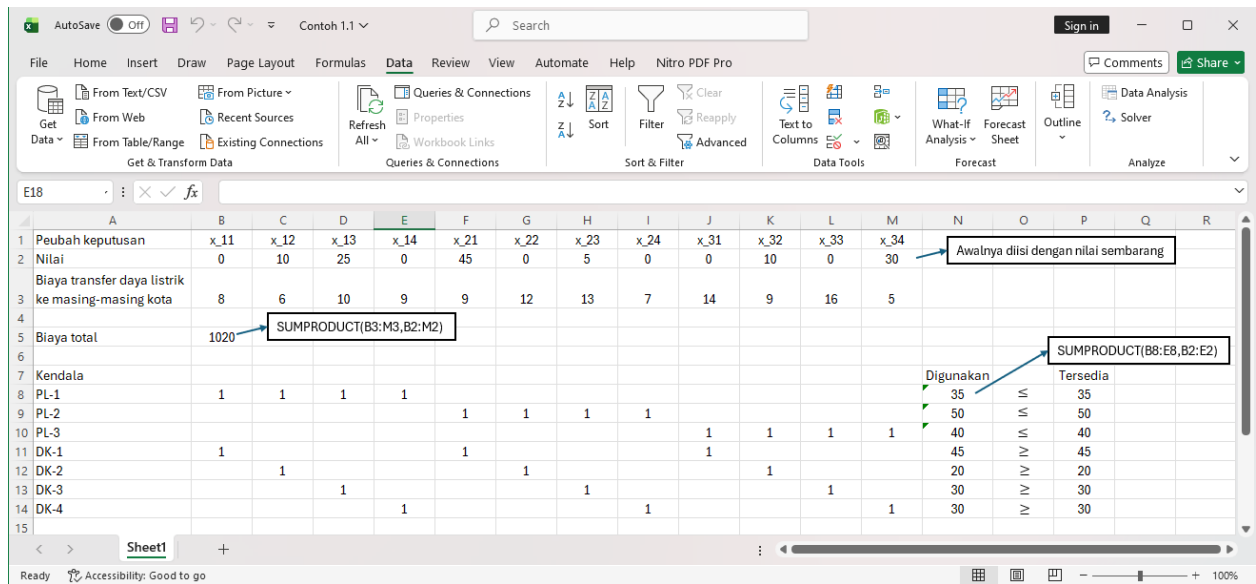 AutoSave Off Contoh 1.1 Search Sign in
File Home Insert Draw Page Layout Formulas Data Review View Automate Help Nitro PDF Pro Comments Share
Get Data
From Text/CSV
From Web
From Table/Range
From Picture
Recent Sources
Existing Connections
Get & Transform Data
Refresh All
Queries & Connections
Properties
Workbook Links
Queries & Connections
Sort
Filter
Clear
Reapply
Advanced
Sort & Filter
Text to Columns
Data Tools
What-If Analysis
Forecast Sheet
Forecast
Outline
Data Analysis
Solver
Analyze
E18 fx
A B C D E F G H I J K L M N O P Q R
1 Peubah keputusan x_11 x_12 x_13 x_14 x_21 x_22 x_23 x_24 x_31 x_32 x_33 x_34
2 Nilai 0 10 25 0 45 0 5 0 0 10 0 30 Awalnya diisi dengan nilai sembarang
Biaya transfer daya listrik
3 ke masing-masing kota 8 6 10 9 9 12 13 7 14 9 16 5
4
5 Biaya total 1020 SUMPRODUCT(B3:M3,B2:M2)
SUMPRODUCT(B8:E8,B2:E2)
6
7 Kendala Digunakan Tersedia
8 PL-1 1 1 1 1 35 ≤ 35
9 PL-2 1 1 1 1 50 ≤ 50
10 PL-3 1 1 1 1 40 ≤ 40
11 DK-1 1 1 1 45 ≥ 45
12 DK-2 1 1 1 20 ≥ 20
13 DK-3 1 1 1 30 ≥ 30
14 DK-4 1 1 1 30 ≥ 30
15
Sheet1
Ready Accessibility: Good to go 100%